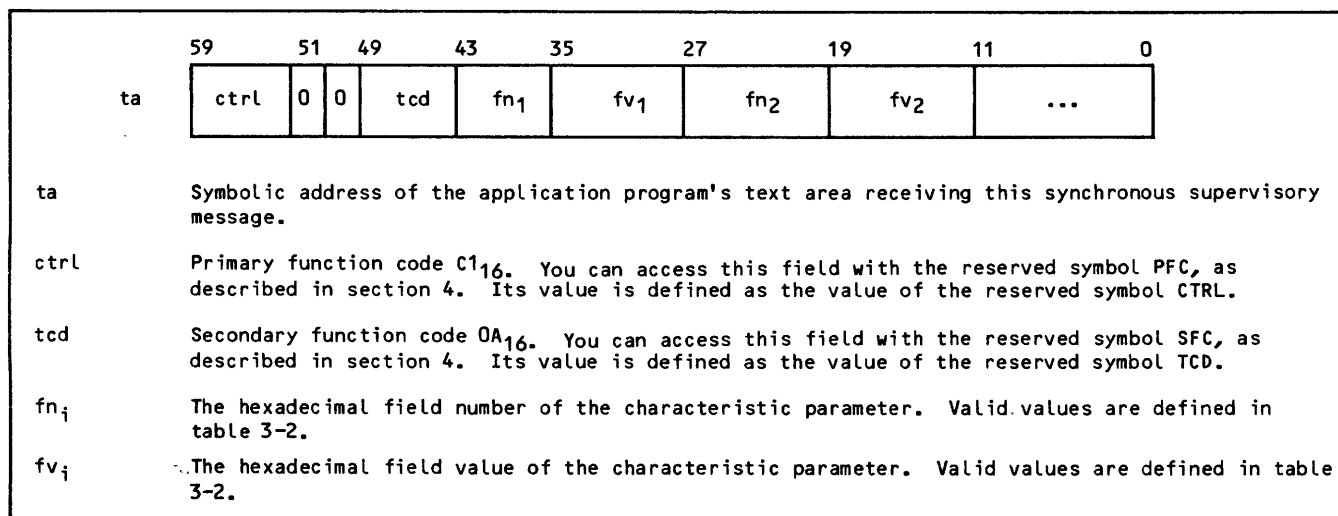 59 51 49 43 35 27 19 11 0
ta ctrl 0 0 tcd fn1 fv1 fn2 fv2 ...
ta Symbolic address of the application program's text area receiving this synchronous supervisory
message.
ctrl Primary function code C1₁₆. You can access this field with the reserved symbol PFC, as
described in section 4. Its value is defined as the value of the reserved symbol CTRL.
tcd Secondary function code 0A₁₆. You can access this field with the reserved symbol SFC, as
described in section 4. Its value is defined as the value of the reserved symbol TCD.
fnᵢ The hexadecimal field number of the characteristic parameter. Valid values are defined in
table 3-2.
fvᵢ The hexadecimal field value of the characteristic parameter. Valid values are defined in table
3-2.